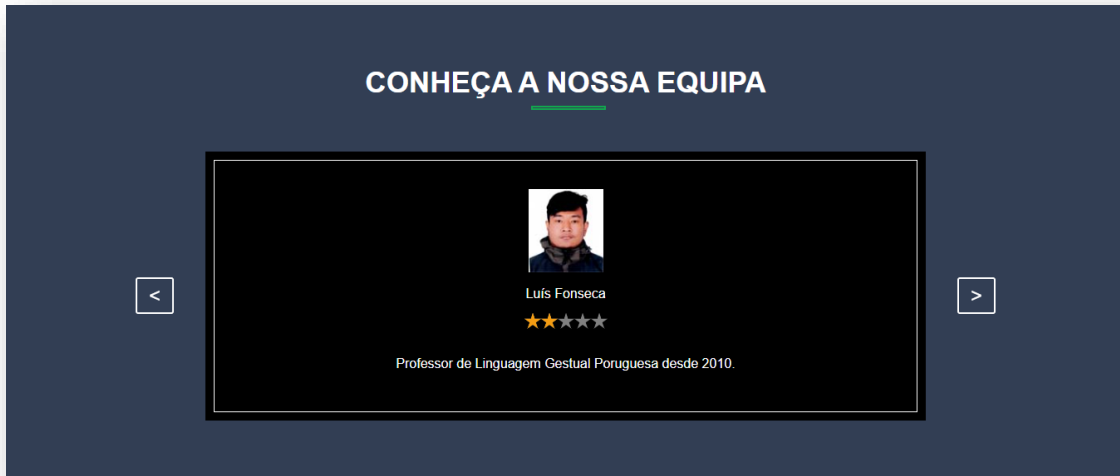 CONHEÇA A NOSSA EQUIPA
<
>
Luís Fonseca
Professor de Linguagem Gestual Poruguesa desde 2010.